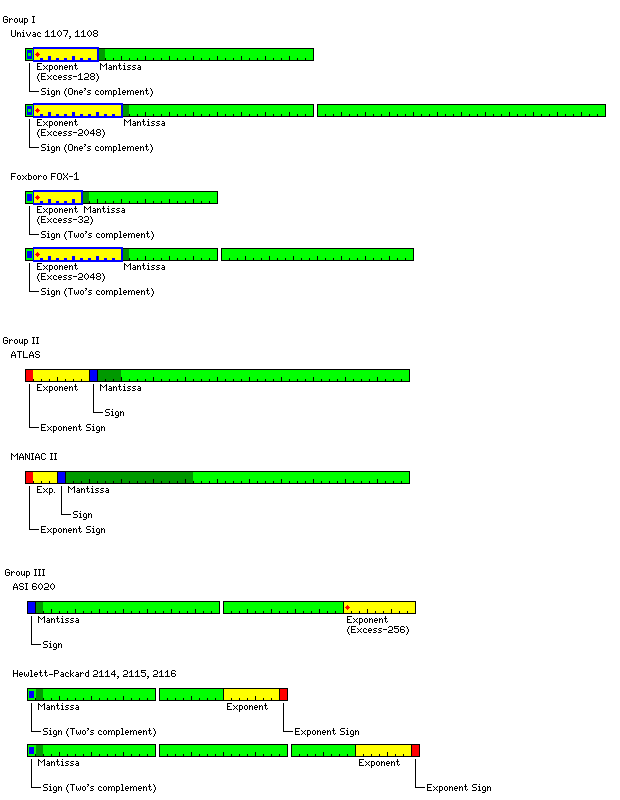 Group I
Univac 1107, 1108
Exponent Mantissa
(Excess-128)
Sign (One's complement)
Exponent Mantissa
(Excess-2048)
Sign (One's complement)
Foxboro FOX-1
Exponent Mantissa
(Excess-32)
Sign (Two's complement)
Exponent Mantissa
(Excess-2048)
Sign (Two's complement)
Group II
ATLAS
Exponent Mantissa
Sign
Exponent Sign
MANIAC II
Exp. Mantissa
Sign
Exponent Sign
Group III
ASI 6020
Mantissa Exponent
(Excess-256)
Sign
Hewlett-Packard 2114, 2115, 2116
Mantissa Exponent
Sign (Two's complement) Exponent Sign
Mantissa Exponent
Sign (Two's complement) Exponent Sign